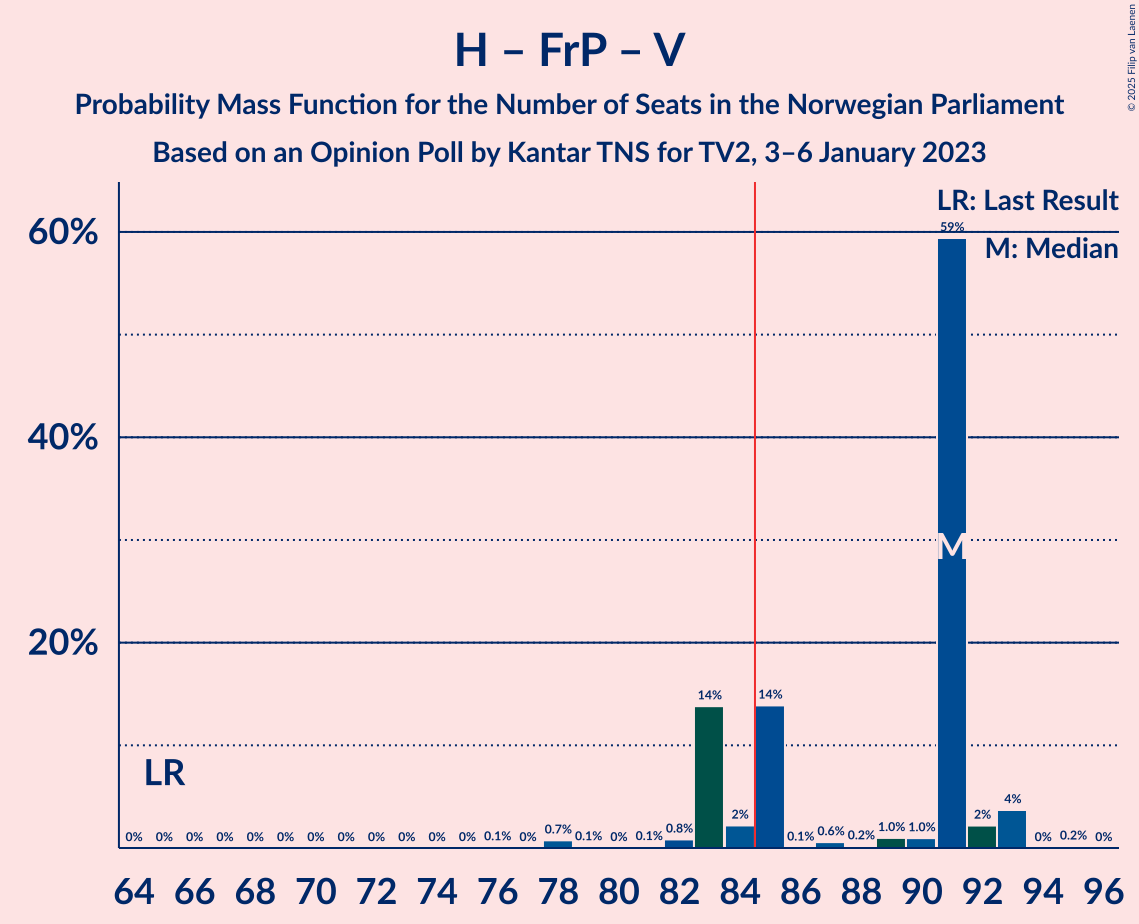 H – FrP – V
Probability Mass Function for the Number of Seats in the Norwegian Parliament
Based on an Opinion Poll by Kantar TNS for TV2, 3–6 January 2023
© 2025 Filip van Laenen
LR: Last Result
M: Median
60%
40%
20%
59%
M
14% 14%
LR
0% 0% 0% 0% 0% 0% 0% 0% 0% 0% 0% 0% 0.1% 0% 0.7% 0.1% 0% 0.1% 0.8% 2% 0.1% 0.6% 0.2% 1.0% 1.0% 2% 4% 0% 0.2% 0%
64 66 68 70 72 74 76 78 80 82 84 86 88 90 92 94 96